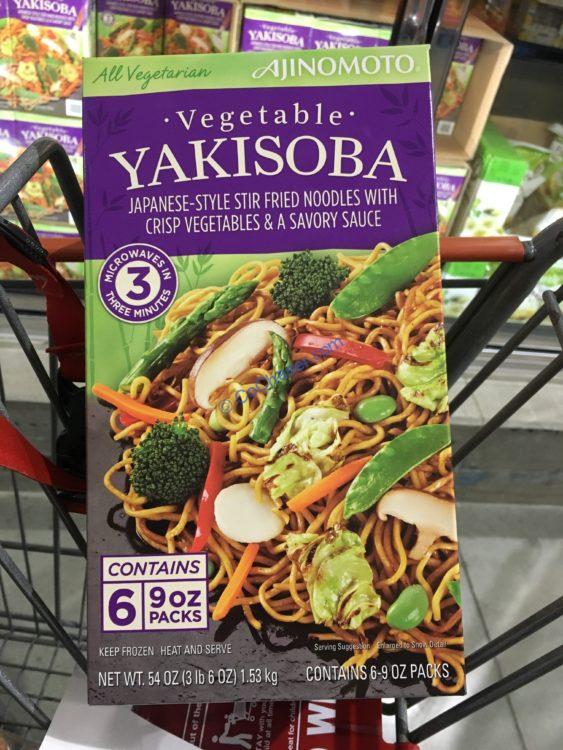 YAKISOBA
YAKISOBA
YAKISOBA
All Vegetarian
AJINOMOTO®
·Vegetable·
YAKISOBA
JAPANESE-STYLE STIR FRIED NOODLES WITH
CRISP VEGETABLES & A SAVORY SAUCE
MICROWAVES IN
3
THREE MINUTES
© CostChaser.com
CONTAINS
6
9oz
PACKS
KEEP FROZEN HEAT AND SERVE
Serving Suggestion Enlarged to Show Detail
NET WT. 54 OZ (3 lb 6 OZ) 1.53 kg
CONTAINS 6-9 OZ PACKS